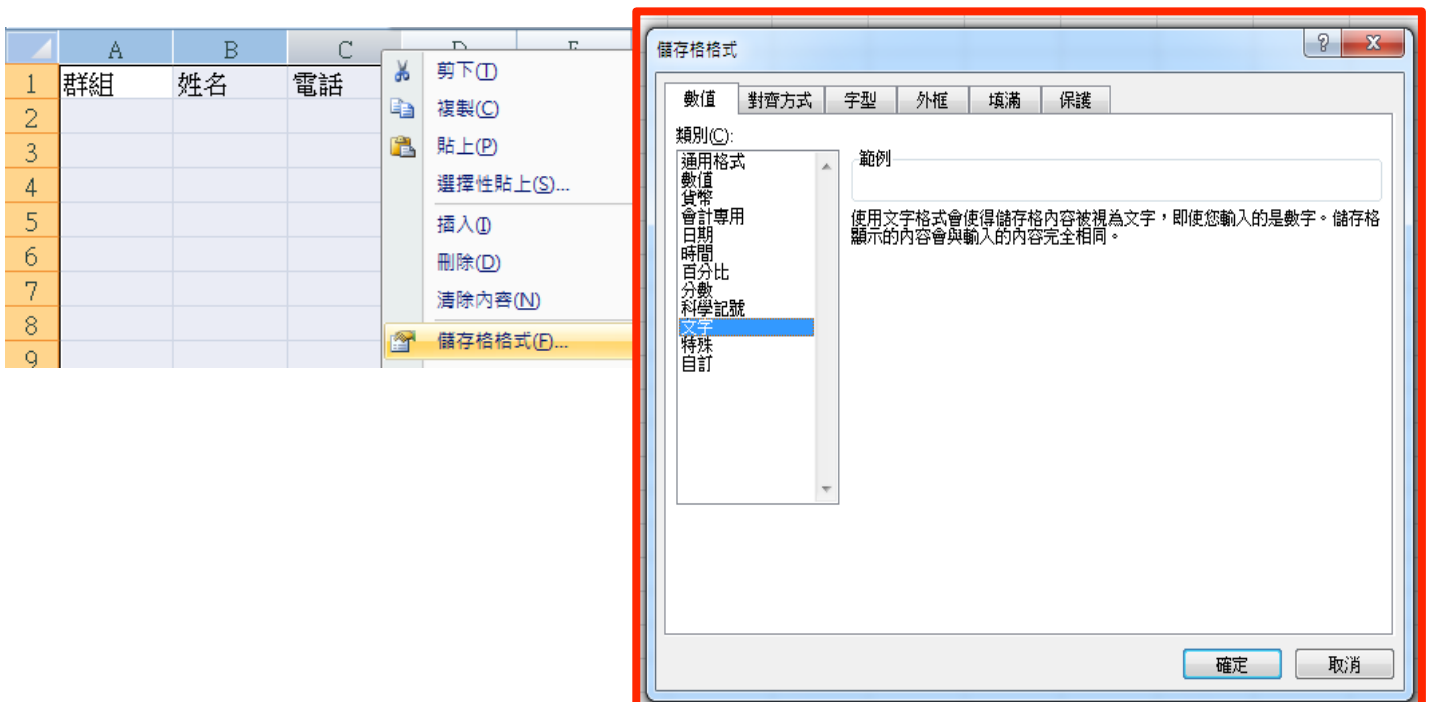 A B C D E
1 群組 姓名 電話
2
3
4
5
6
7
8
9
剪下(T)
複製(C)
貼上(P)
選擇性貼上(S)...
插入(I)
刪除(D)
清除內容(N)
儲存格格式(F)...
儲存格格式
數值 對齊方式 字型 外框 填滿 保護
類別(C):
通用格式
數值
貨幣
會計專用
日期
時間
百分比
分數
科學記號
文字
特殊
自訂
範例
使用文字格式會使得儲存格內容被視為文字，即使您輸入的是數字。儲存格
顯示的內容會與輸入的內容完全相同。
確定 取消